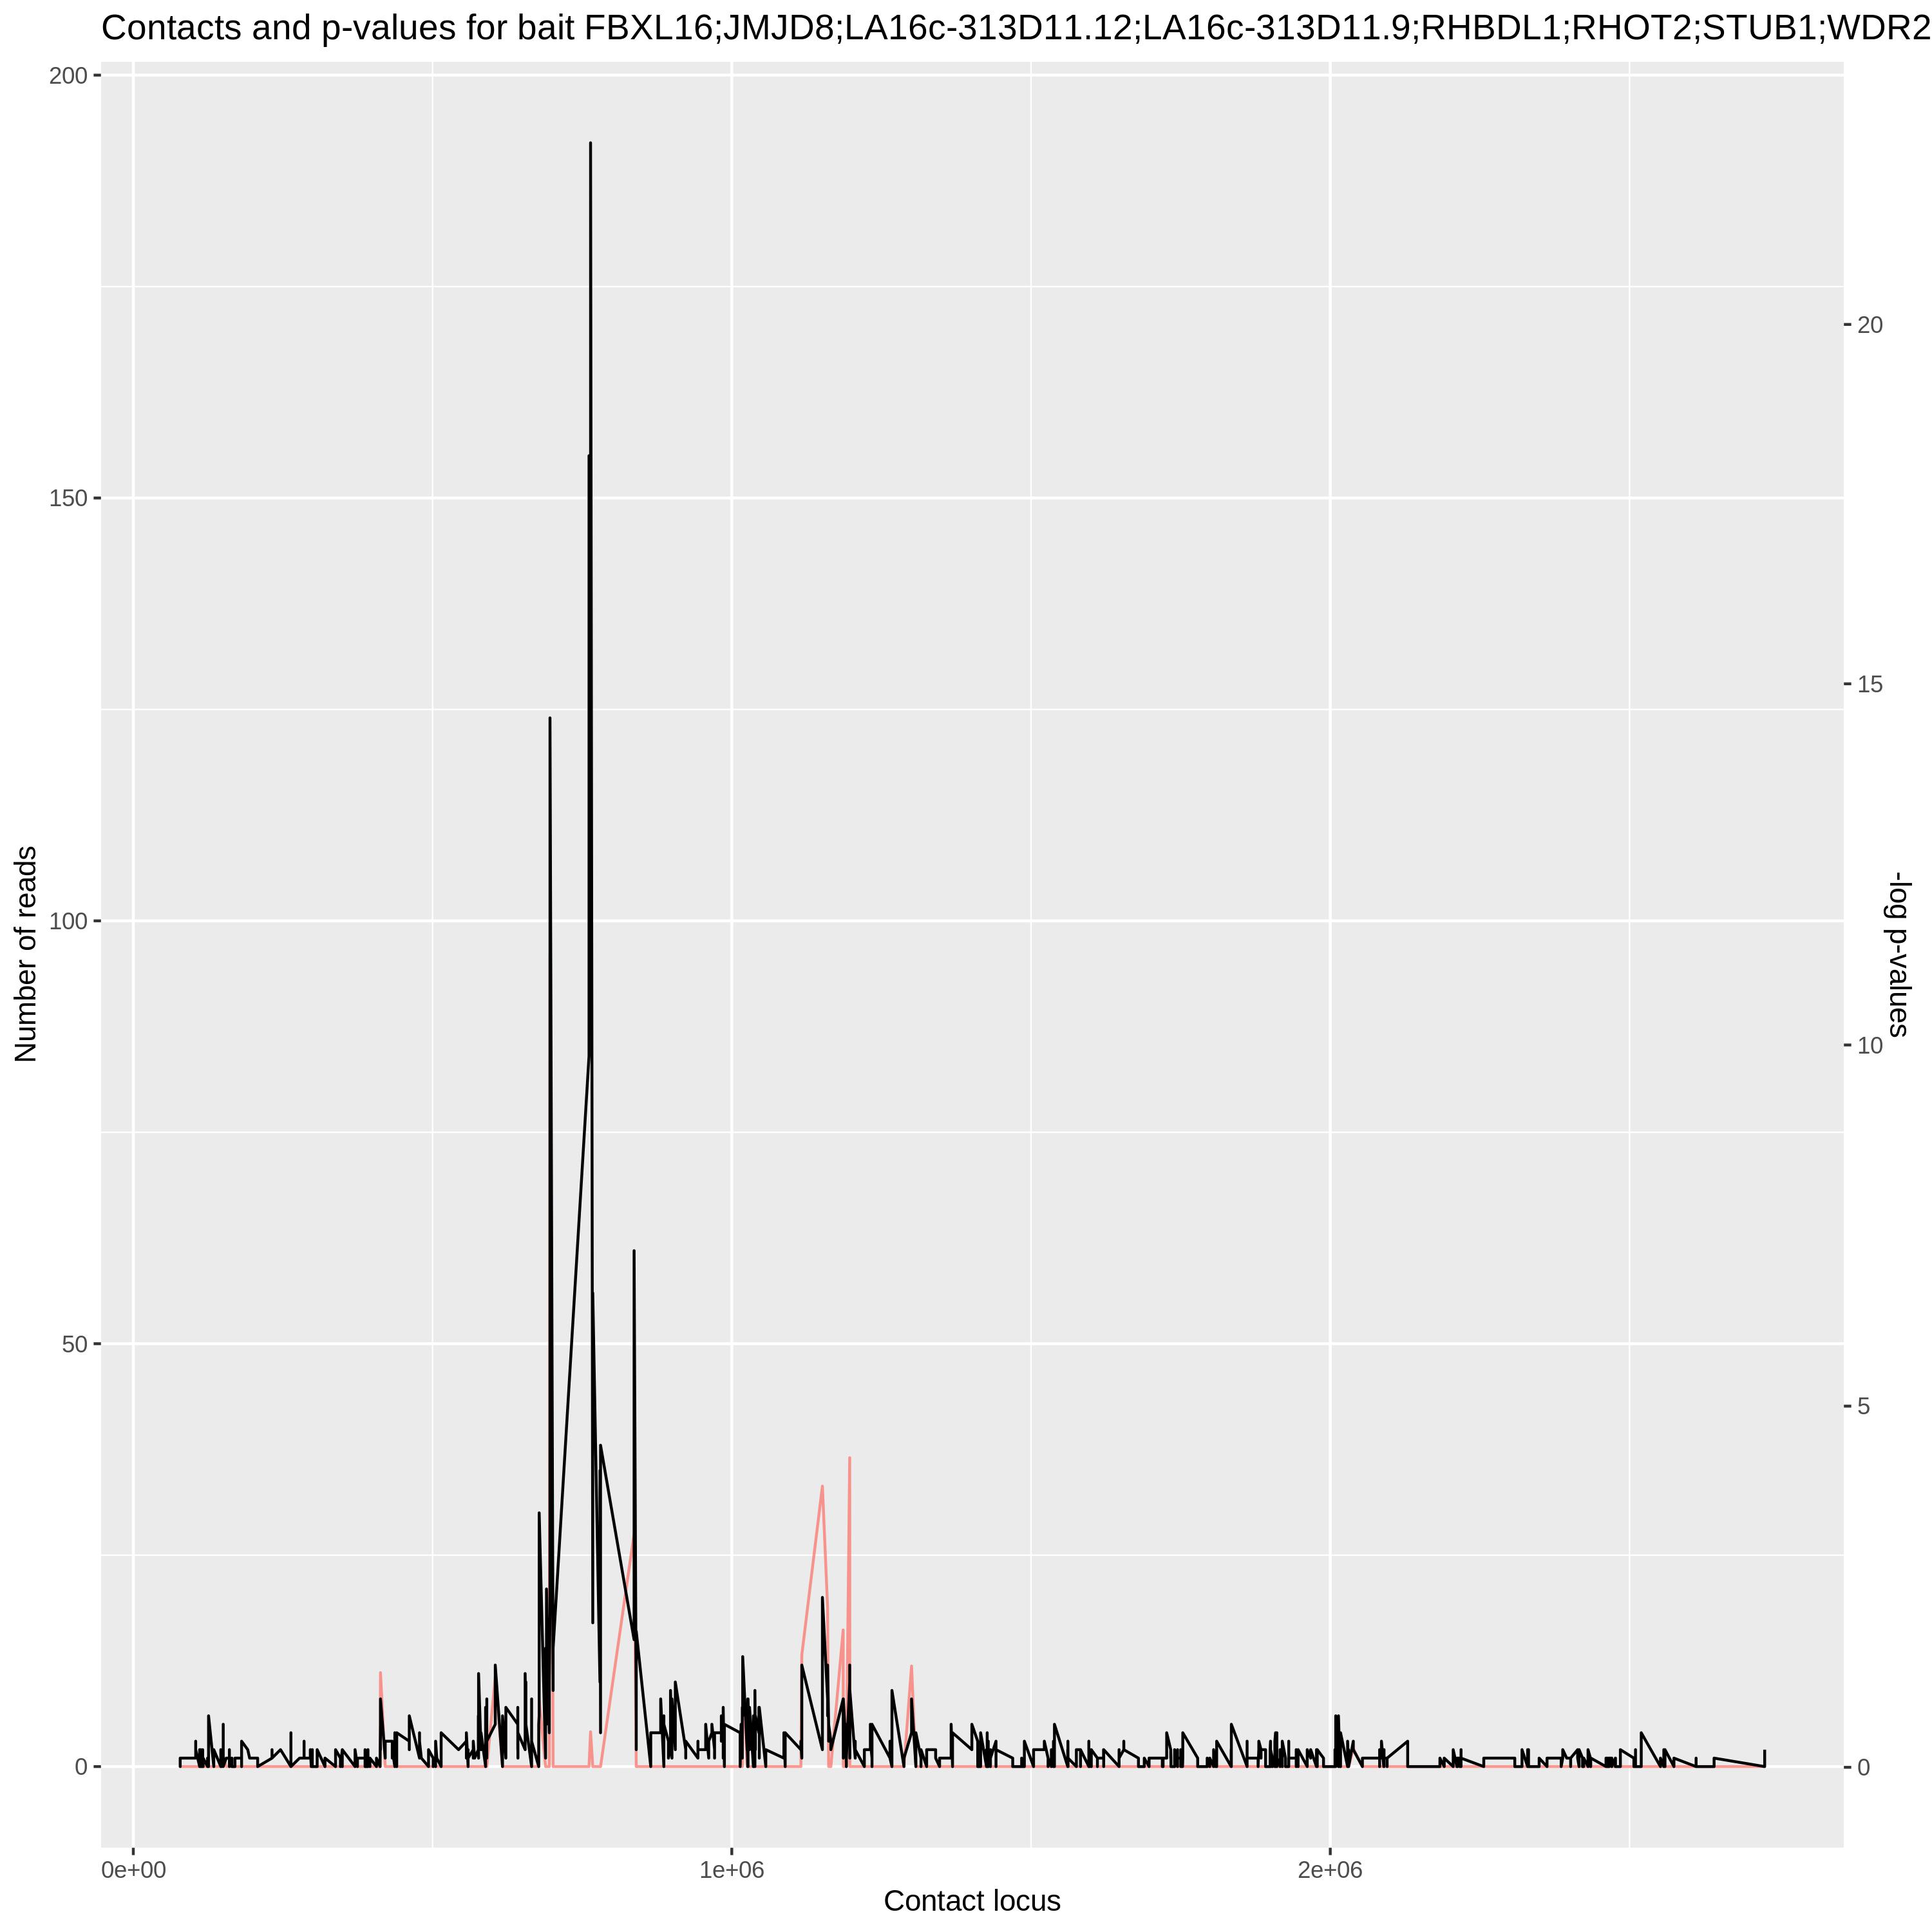 Contacts and p-values for bait FBXL16;JMJD8;LA16c-313D11.12;LA16c-313D11.9;RHBDL1;RHOT2;STUB1;WDR2
200
150
100
50
0
Number of reads
20
15
10
5
0
-log p-values
0e+00
1e+06
2e+06
Contact locus